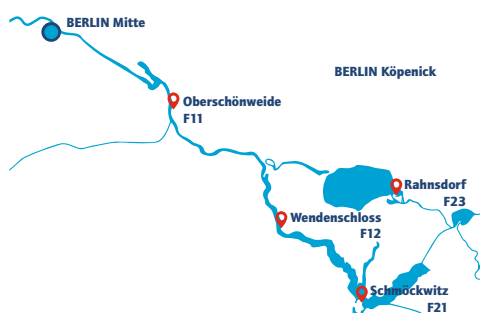 BERLIN Mitte
BERLIN Köpenick
Oberschönweide
F11
Rahnsdorf
F23
Wendenschloss
F12
Schmöckwitz
F21